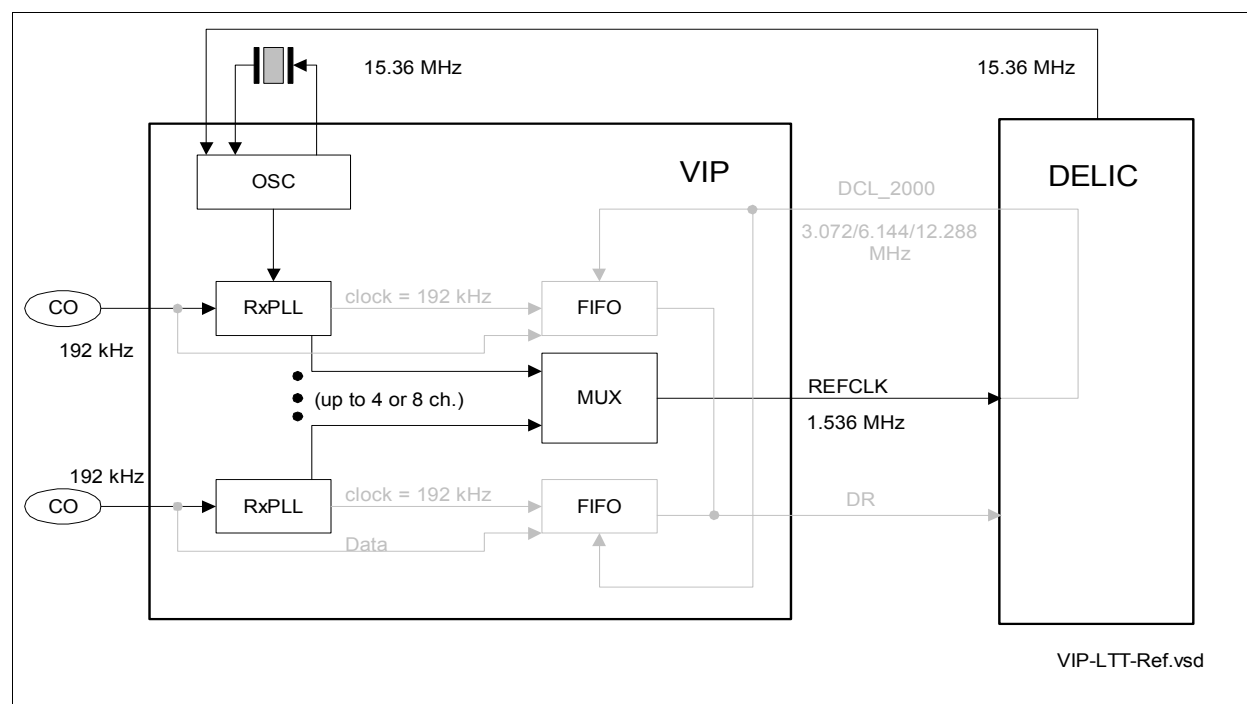 15.36 MHz
15.36 MHz
OSC
VIP
DELIC
DCL_2000
3.072/6.144/12.288
MHz
CO
RxPLL
clock = 192 kHz
FIFO
192 kHz
(up to 4 or 8 ch.)
MUX
REFCLK
1.536 MHz
192 kHz
CO
RxPLL
clock = 192 kHz
FIFO
DR
Data
VIP-LTT-Ref.vsd